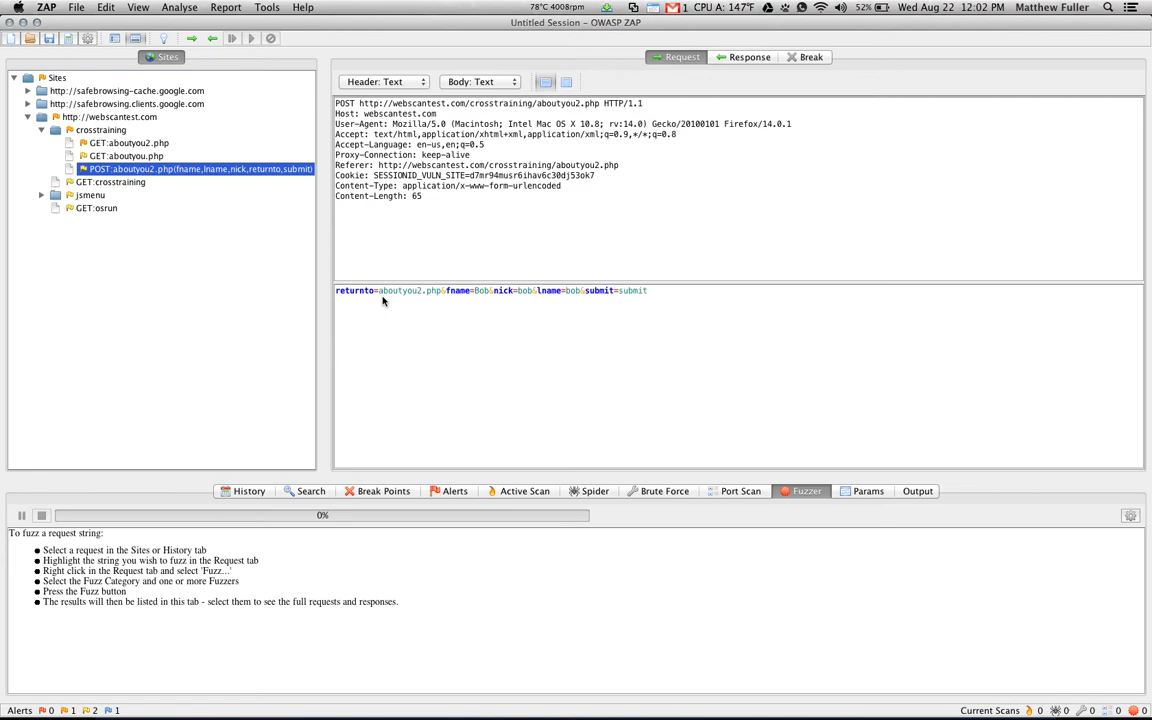 ZAP File Edit View Analyse Report Tools Help 78°C 4008rpm 1 CPU A: 147°F 52% Wed Aug 22 12:02 PM Matthew Fuller
Untitled Session - OWASP ZAP
Sites
Request Response Break
Header: Text Body: Text
Sites
http://safebrowsing-cache.google.com
http://safebrowsing.clients.google.com
http://webscantest.com
crosstraining
GET:aboutyou2.php
GET:aboutyou.php
POST:aboutyou2.php(fname,lname,nick,returnto,submit)
GET:crosstraining
jsmenu
GET:osrun
POST http://webscantest.com/crosstraining/aboutyou2.php HTTP/1.1
Host: webscantest.com
User-Agent: Mozilla/5.0 (Macintosh; Intel Mac OS X 10.8; rv:14.0) Gecko/20100101 Firefox/14.0.1
Accept: text/html,application/xhtml+xml,application/xml;q=0.9,*/*;q=0.8
Accept-Language: en-us,en;q=0.5
Proxy-Connection: keep-alive
Referer: http://webscantest.com/crosstraining/aboutyou2.php
Cookie: SESSIONID_VULN_SITE=d7mr94musr6ihav6c30dj53ok7
Content-Type: application/x-www-form-urlencoded
Content-Length: 65
returnto=aboutyou2.php&fname=Bob&nick=bob&lname=bob&submit=submit
History Search Break Points Alerts Active Scan Spider Brute Force Port Scan Fuzzer Params Output
0%
To fuzz a request string:
● Select a request in the Sites or History tab
● Highlight the string you wish to fuzz in the Request tab
● Right click in the Request tab and select 'Fuzz...'
● Select the Fuzz Category and one or more Fuzzers
● Press the Fuzz button
● The results will then be listed in this tab - select them to see the full requests and responses.
Alerts 0 1 2 1 Current Scans 0 0 0 0 0